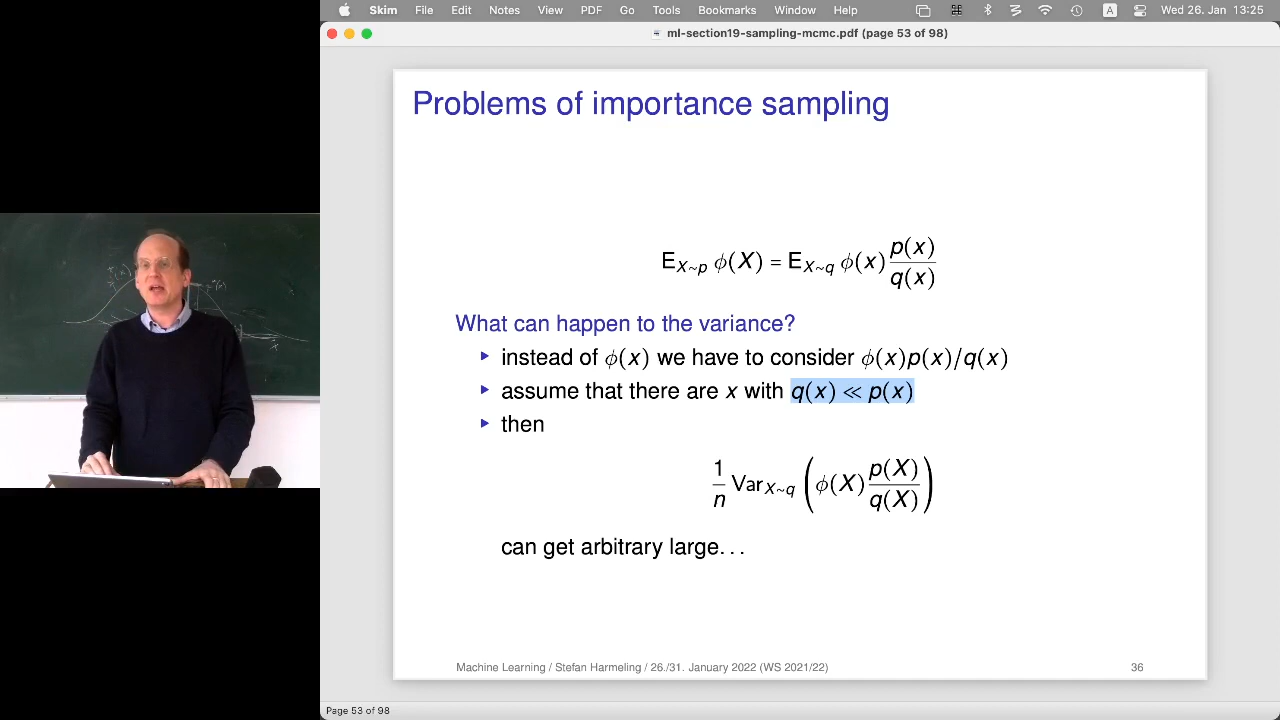 Skim File Edit Notes View PDF Go Tools Bookmarks Window Help A Wed 26. Jan 13:25
ml-section19-sampling-mcmc.pdf (page 53 of 98)
Problems of importance sampling
E_{X∼p} ϕ(X) = E_{X∼q} ϕ(x) p(x)/q(x)
What can happen to the variance?
instead of ϕ(x) we have to consider ϕ(x)p(x)/q(x)
assume that there are x with q(x) ≪ p(x)
then
1/n Var_{X∼q} (ϕ(X) p(X)/q(X))
can get arbitrary large...
Machine Learning / Stefan Harmeling / 26./31. January 2022 (WS 2021/22) 36
Page 53 of 98